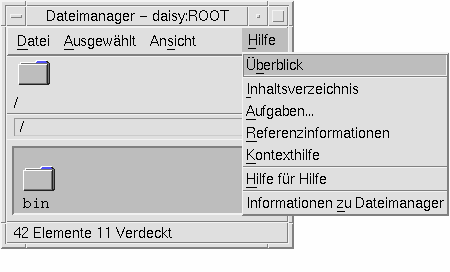 Dateimanager - daisy:ROOT
Datei Ausgewählt Ansicht Hilfe
Überblick
Inhaltsverzeichnis
Aufgaben...
Referenzinformationen
Kontexthilfe
Hilfe für Hilfe
Informationen zu Dateimanager
/
/
bin
42 Elemente 11 Verdeckt